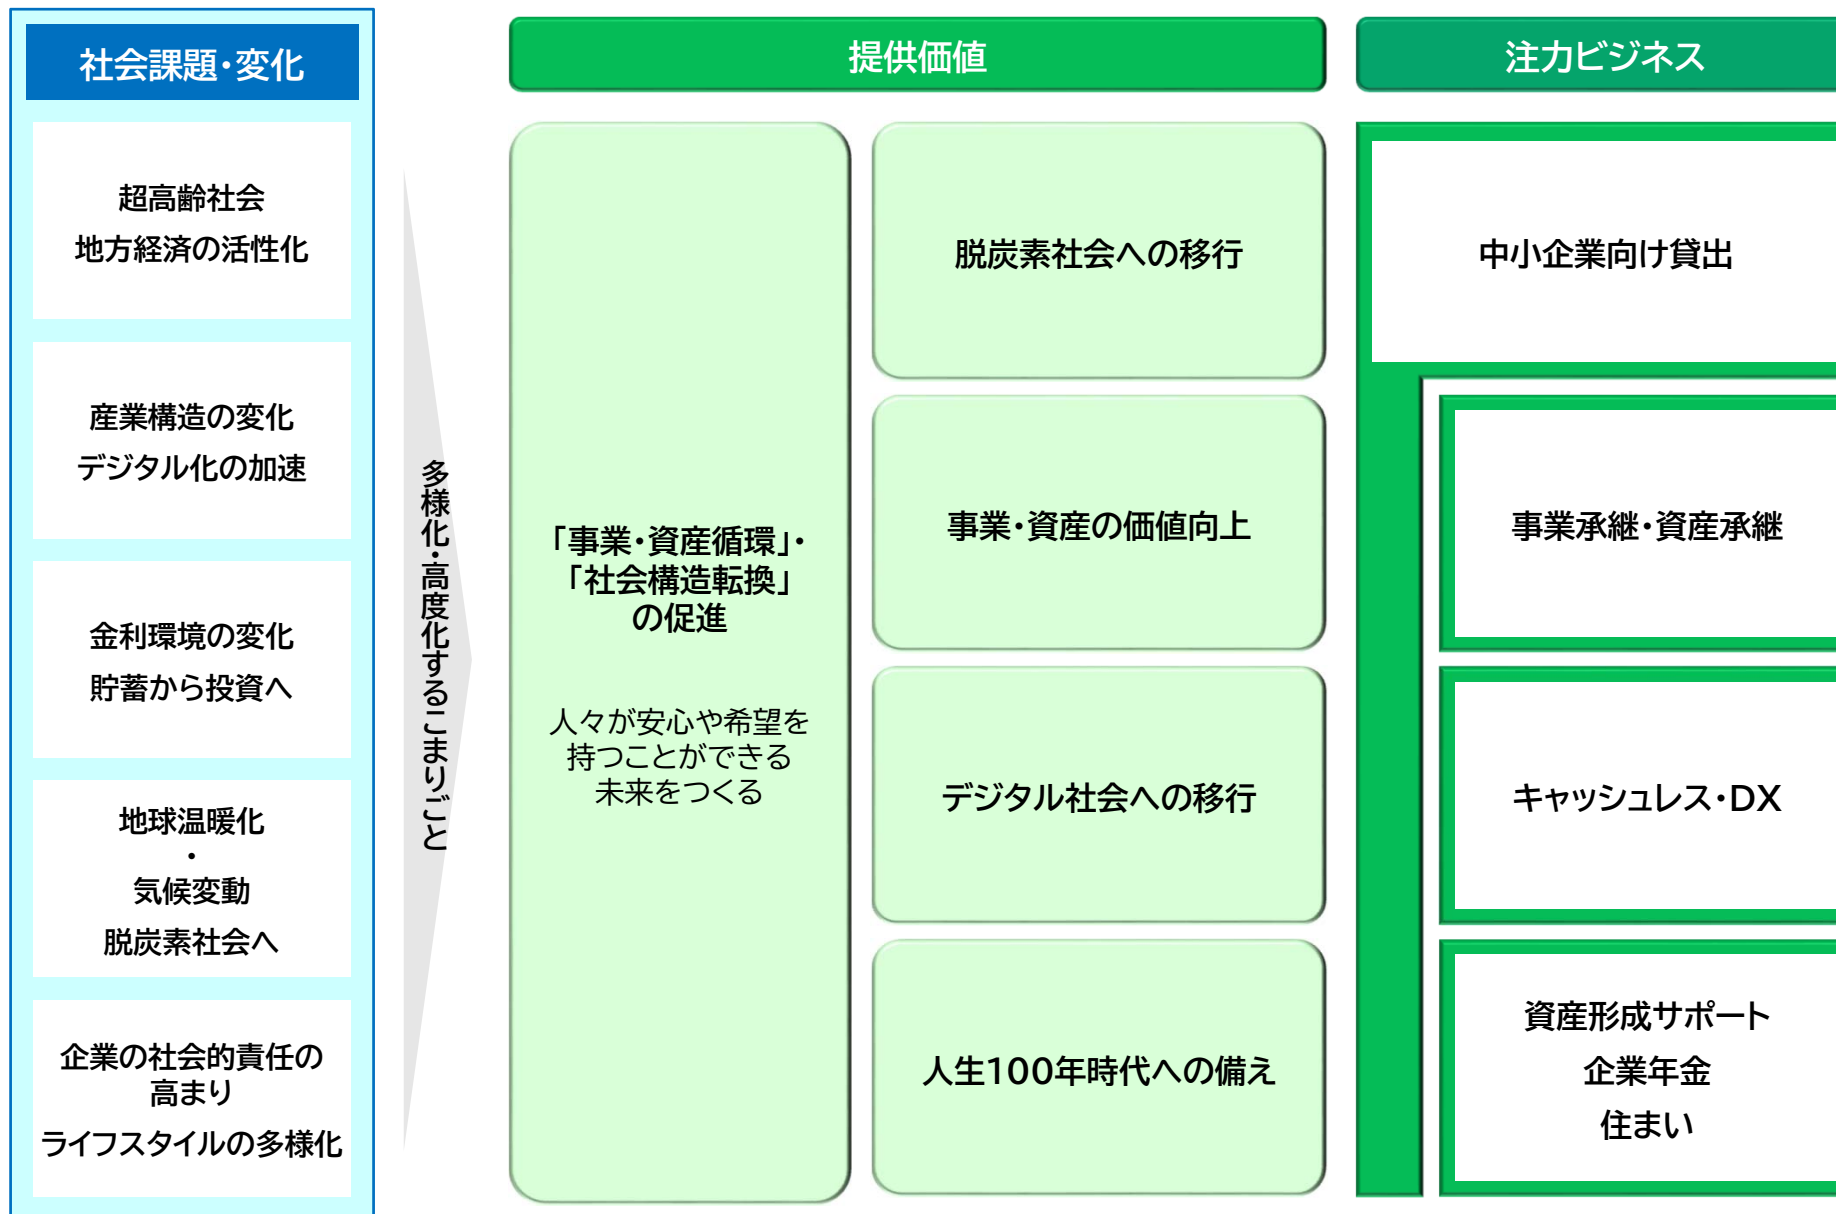 社会課題・変化
超高齢社会
地方経済の活性化
産業構造の変化
デジタル化の加速
金利環境の変化
貯蓄から投資へ
地球温暖化
・
気候変動
脱炭素社会へ
企業の社会的責任の
高まり
ライフスタイルの多様化
多様化・高度化するこまりごと
提供価値
「事業・資産循環」・
「社会構造転換」
の促進
人々が安心や希望を
持つことができる
未来をつくる
脱炭素社会への移行
事業・資産の価値向上
デジタル社会への移行
人生100年時代への備え
注力ビジネス
中小企業向け貸出
事業承継・資産承継
キャッシュレス・DX
資産形成サポート
企業年金
住まい